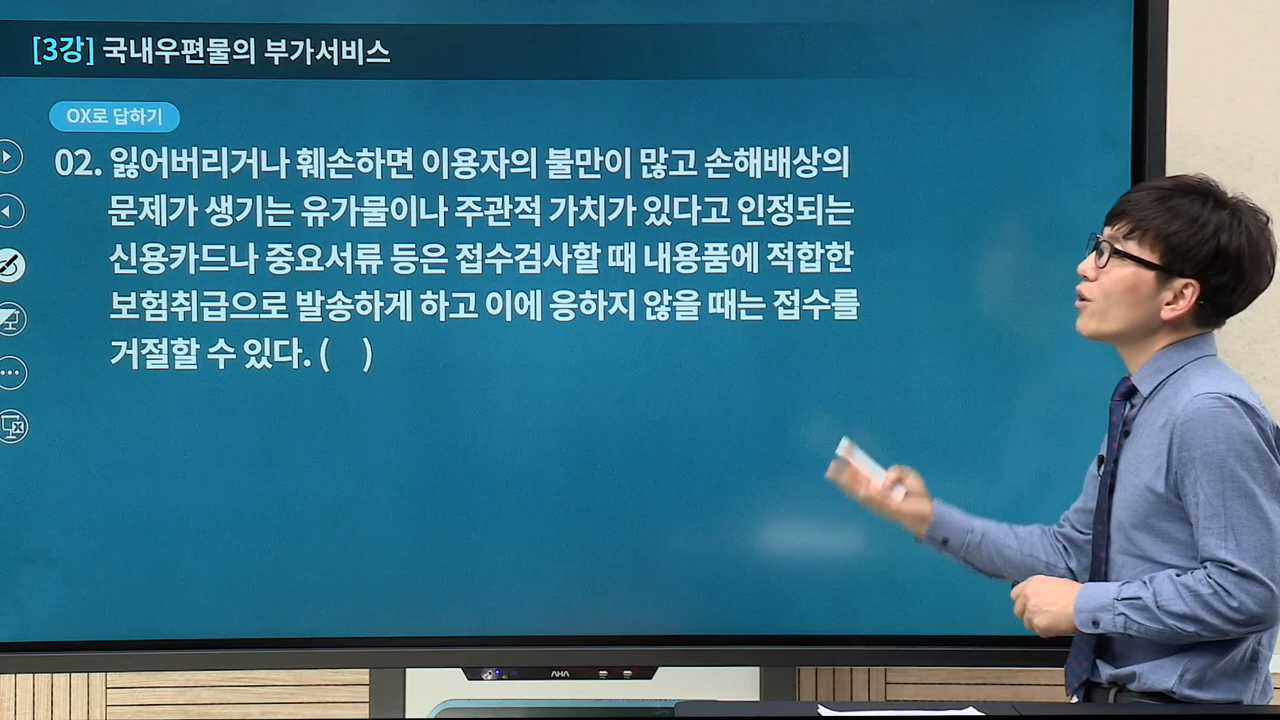 [3강] 국내우편물의 부가서비스
OX로 답하기
02. 잃어버리거나 훼손하면 이용자의 불만이 많고 손해배상의
문제가 생기는 유가물이나 주관적 가치가 있다고 인정되는
신용카드나 중요서류 등은 접수검사할 때 내용품에 적합한
보험취급으로 발송하게 하고 이에 응하지 않을 때는 접수를
거절할 수 있다. (    )
AHA